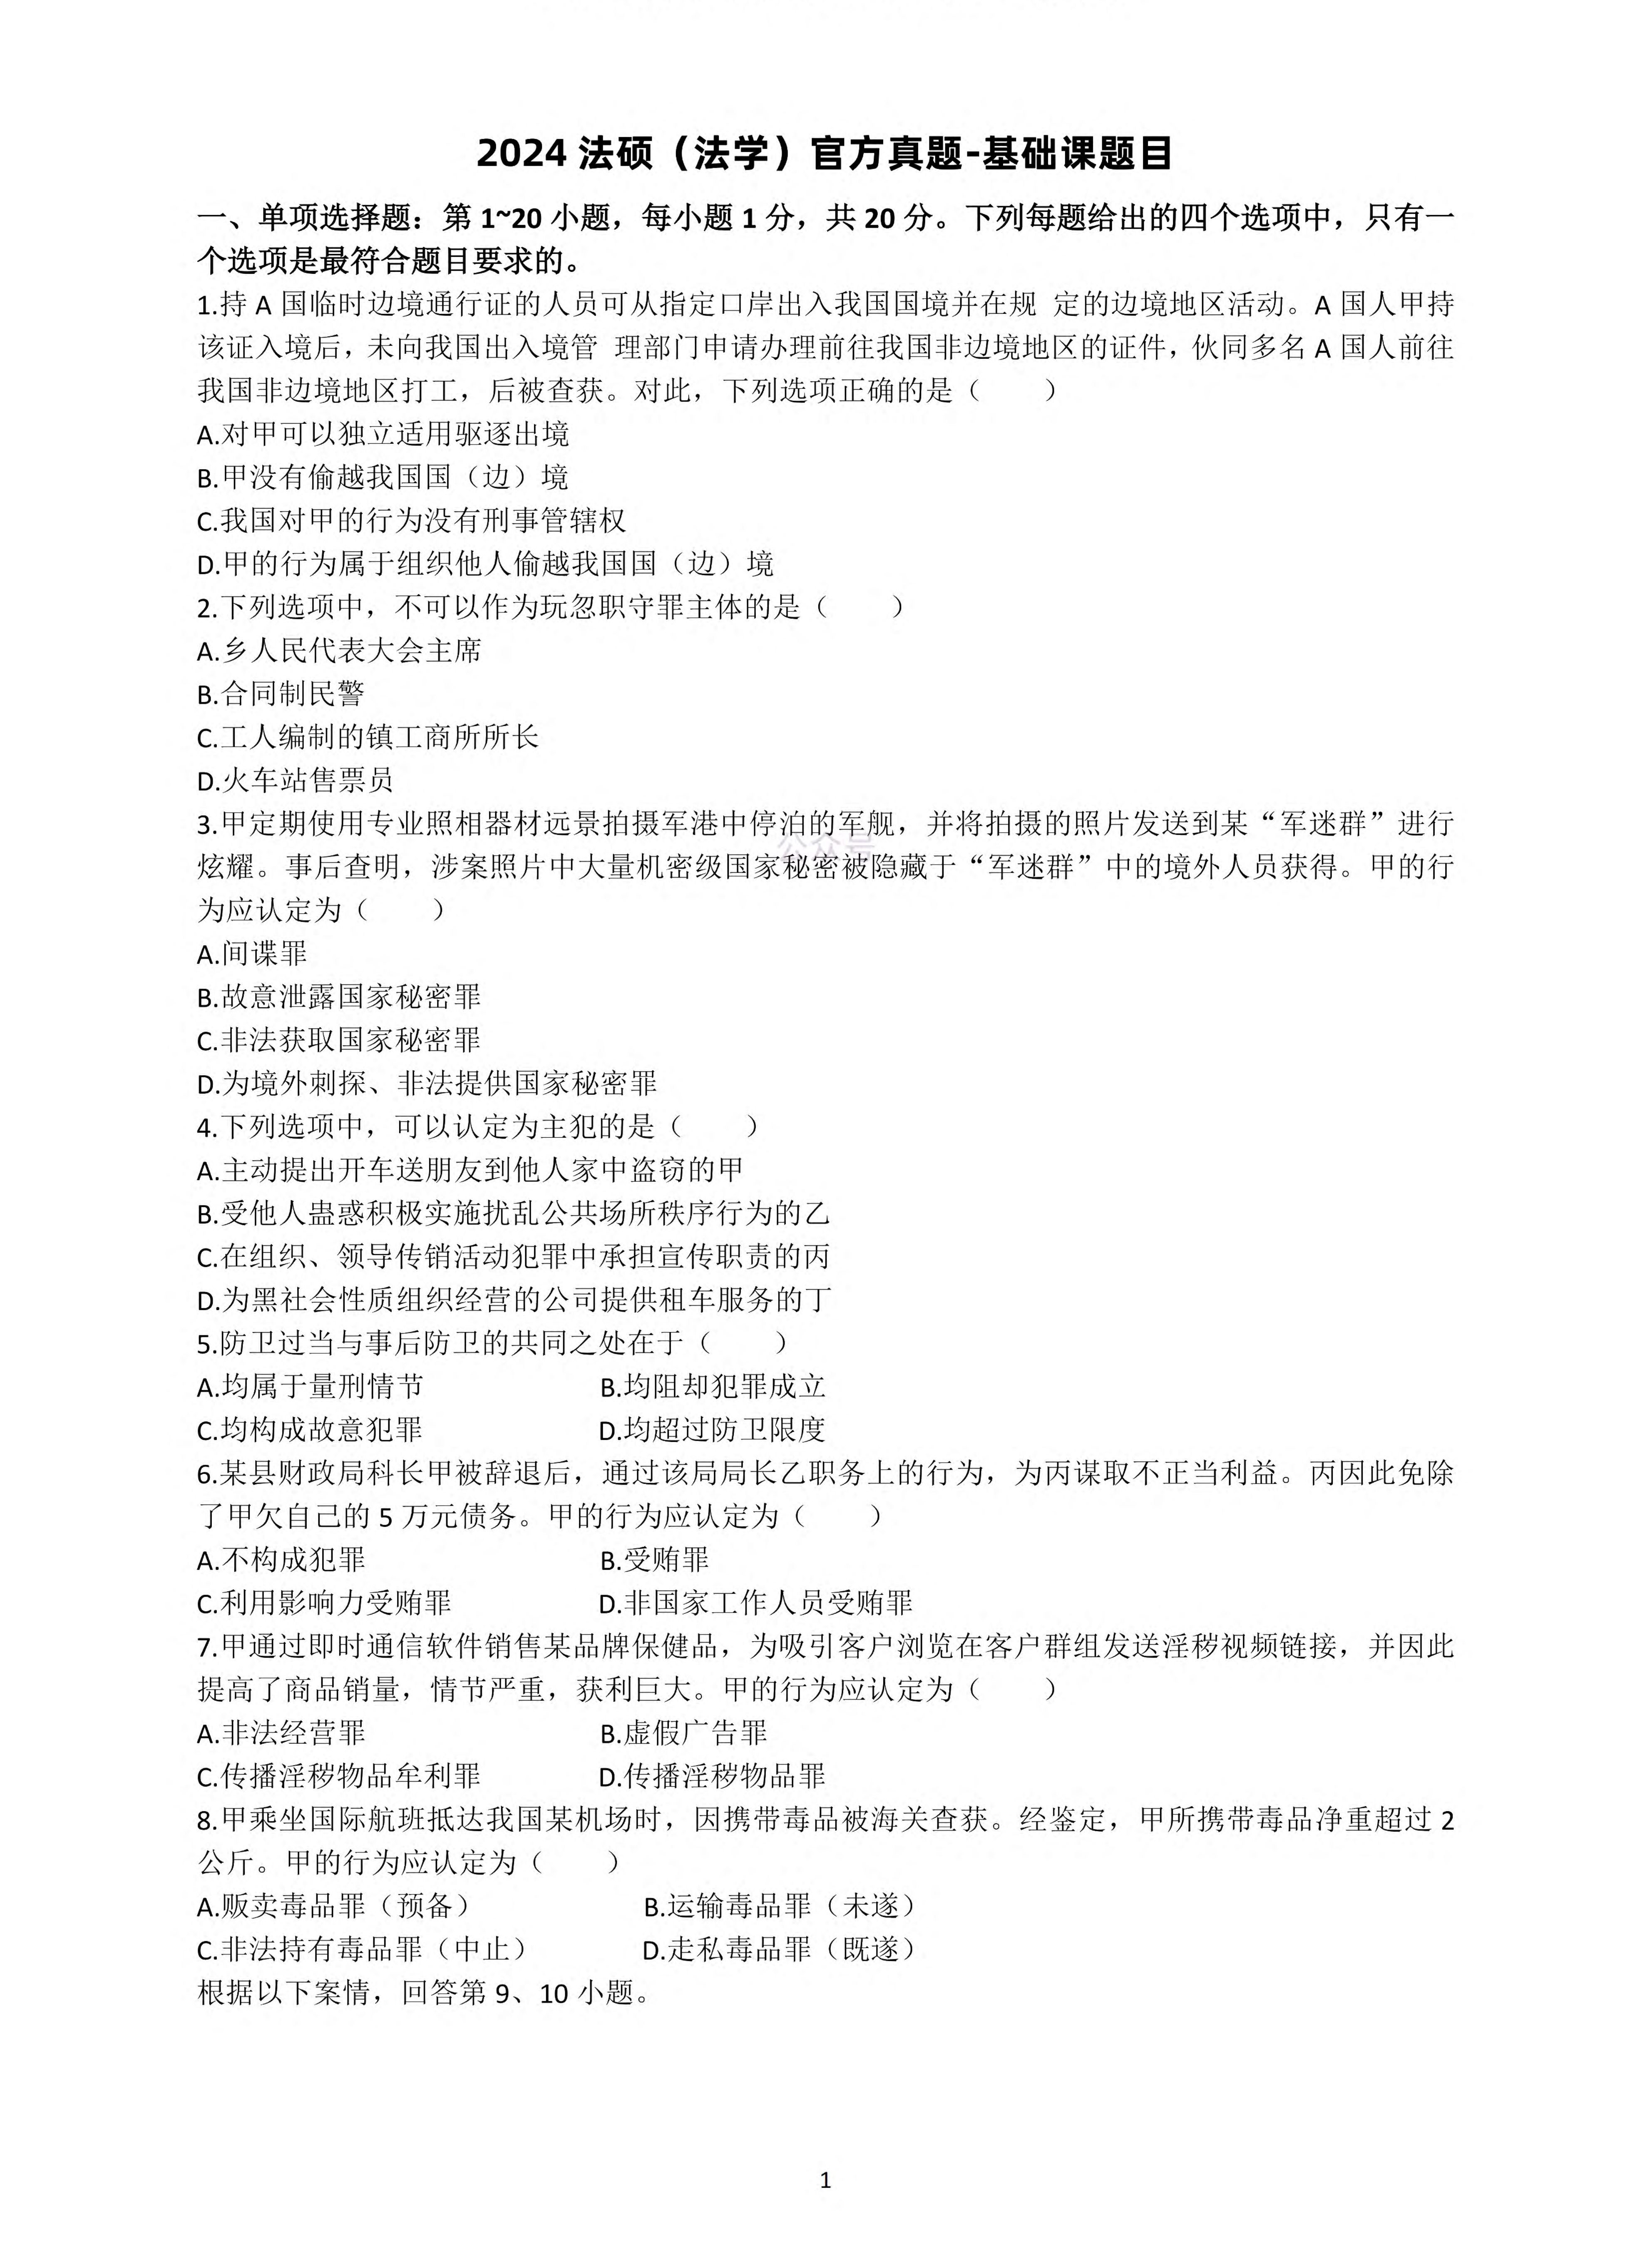 2024 法硕（法学）官方真题-基础课题目
一、单项选择题：第 1~20 小题，每小题 1 分，共 20 分。下列每题给出的四个选项中，只有一
个选项是最符合题目要求的。
1.持 A 国临时边境通行证的人员可从指定口岸出入我国国境并在规 定的边境地区活动。A 国人甲持
该证入境后，未向我国出入境管 理部门申请办理前往我国非边境地区的证件，伙同多名 A 国人前往
我国非边境地区打工，后被查获。对此，下列选项正确的是（　　）
A.对甲可以独立适用驱逐出境
B.甲没有偷越我国国（边）境
C.我国对甲的行为没有刑事管辖权
D.甲的行为属于组织他人偷越我国国（边）境
2.下列选项中，不可以作为玩忽职守罪主体的是（　　）
A.乡人民代表大会主席
B.合同制民警
C.工人编制的镇工商所所长
D.火车站售票员
3.甲定期使用专业照相器材远景拍摄军港中停泊的军舰，并将拍摄的照片发送到某“军迷群”进行
公众号
炫耀。事后查明，涉案照片中大量机密级国家秘密被隐藏于“军迷群”中的境外人员获得。甲的行
为应认定为（　　）
A.间谍罪
B.故意泄露国家秘密罪
C.非法获取国家秘密罪
D.为境外刺探、非法提供国家秘密罪
4.下列选项中，可以认定为主犯的是（　　）
A.主动提出开车送朋友到他人家中盗窃的甲
B.受他人蛊惑积极实施扰乱公共场所秩序行为的乙
C.在组织、领导传销活动犯罪中承担宣传职责的丙
D.为黑社会性质组织经营的公司提供租车服务的丁
5.防卫过当与事后防卫的共同之处在于（　　）
A.均属于量刑情节　　B.均阻却犯罪成立
C.均构成故意犯罪　　D.均超过防卫限度
6.某县财政局科长甲被辞退后，通过该局局长乙职务上的行为，为丙谋取不正当利益。丙因此免除
了甲欠自己的 5 万元债务。甲的行为应认定为（　　）
A.不构成犯罪　　B.受贿罪
C.利用影响力受贿罪　　D.非国家工作人员受贿罪
7.甲通过即时通信软件销售某品牌保健品，为吸引客户浏览在客户群组发送淫秽视频链接，并因此
提高了商品销量，情节严重，获利巨大。甲的行为应认定为（　　）
A.非法经营罪　　B.虚假广告罪
C.传播淫秽物品牟利罪　　D.传播淫秽物品罪
8.甲乘坐国际航班抵达我国某机场时，因携带毒品被海关查获。经鉴定，甲所携带毒品净重超过 2
公斤。甲的行为应认定为（　　）
A.贩卖毒品罪（预备）　　B.运输毒品罪（未遂）
C.非法持有毒品罪（中止）　　D.走私毒品罪（既遂）
根据以下案情，回答第 9、10 小题。
1